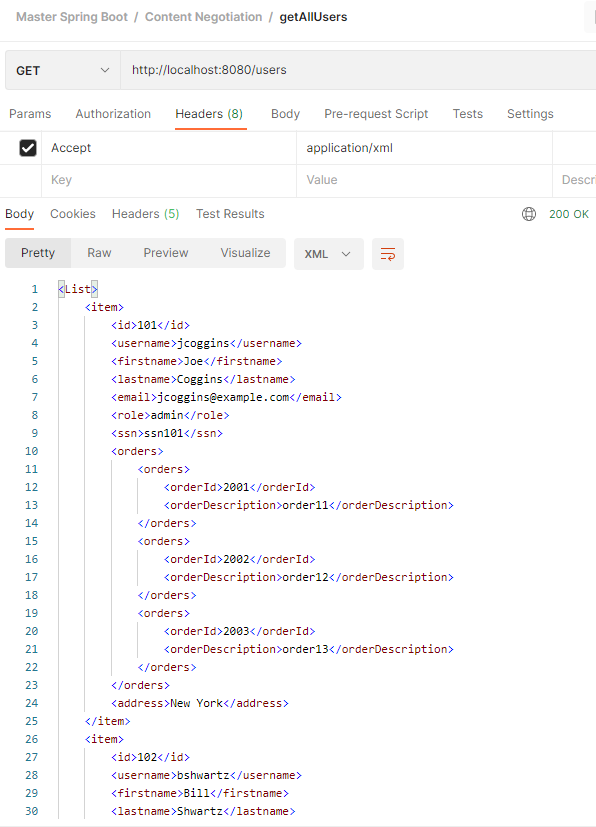 Master Spring Boot / Content Negotiation / getAllUsers
GET http://localhost:8080/users
Params Authorization Headers (8) Body Pre-request Script Tests Settings
Accept application/xml
Key Value Descri
Body Cookies Headers (5) Test Results 200 OK
Pretty Raw Preview Visualize XML
1 <List>
2 <item>
3 <id>101</id>
4 <username>jcoggins</username>
5 <firstname>Joe</firstname>
6 <lastname>Coggins</lastname>
7 <email>jcoggins@example.com</email>
8 <role>admin</role>
9 <ssn>ssn101</ssn>
10 <orders>
11 <orders>
12 <orderId>2001</orderId>
13 <orderDescription>order11</orderDescription>
14 </orders>
15 <orders>
16 <orderId>2002</orderId>
17 <orderDescription>order12</orderDescription>
18 </orders>
19 <orders>
20 <orderId>2003</orderId>
21 <orderDescription>order13</orderDescription>
22 </orders>
23 </orders>
24 <address>New York</address>
25 </item>
26 <item>
27 <id>102</id>
28 <username>bshwartz</username>
29 <firstname>Bill</firstname>
30 <lastname>Shwartz</lastname>